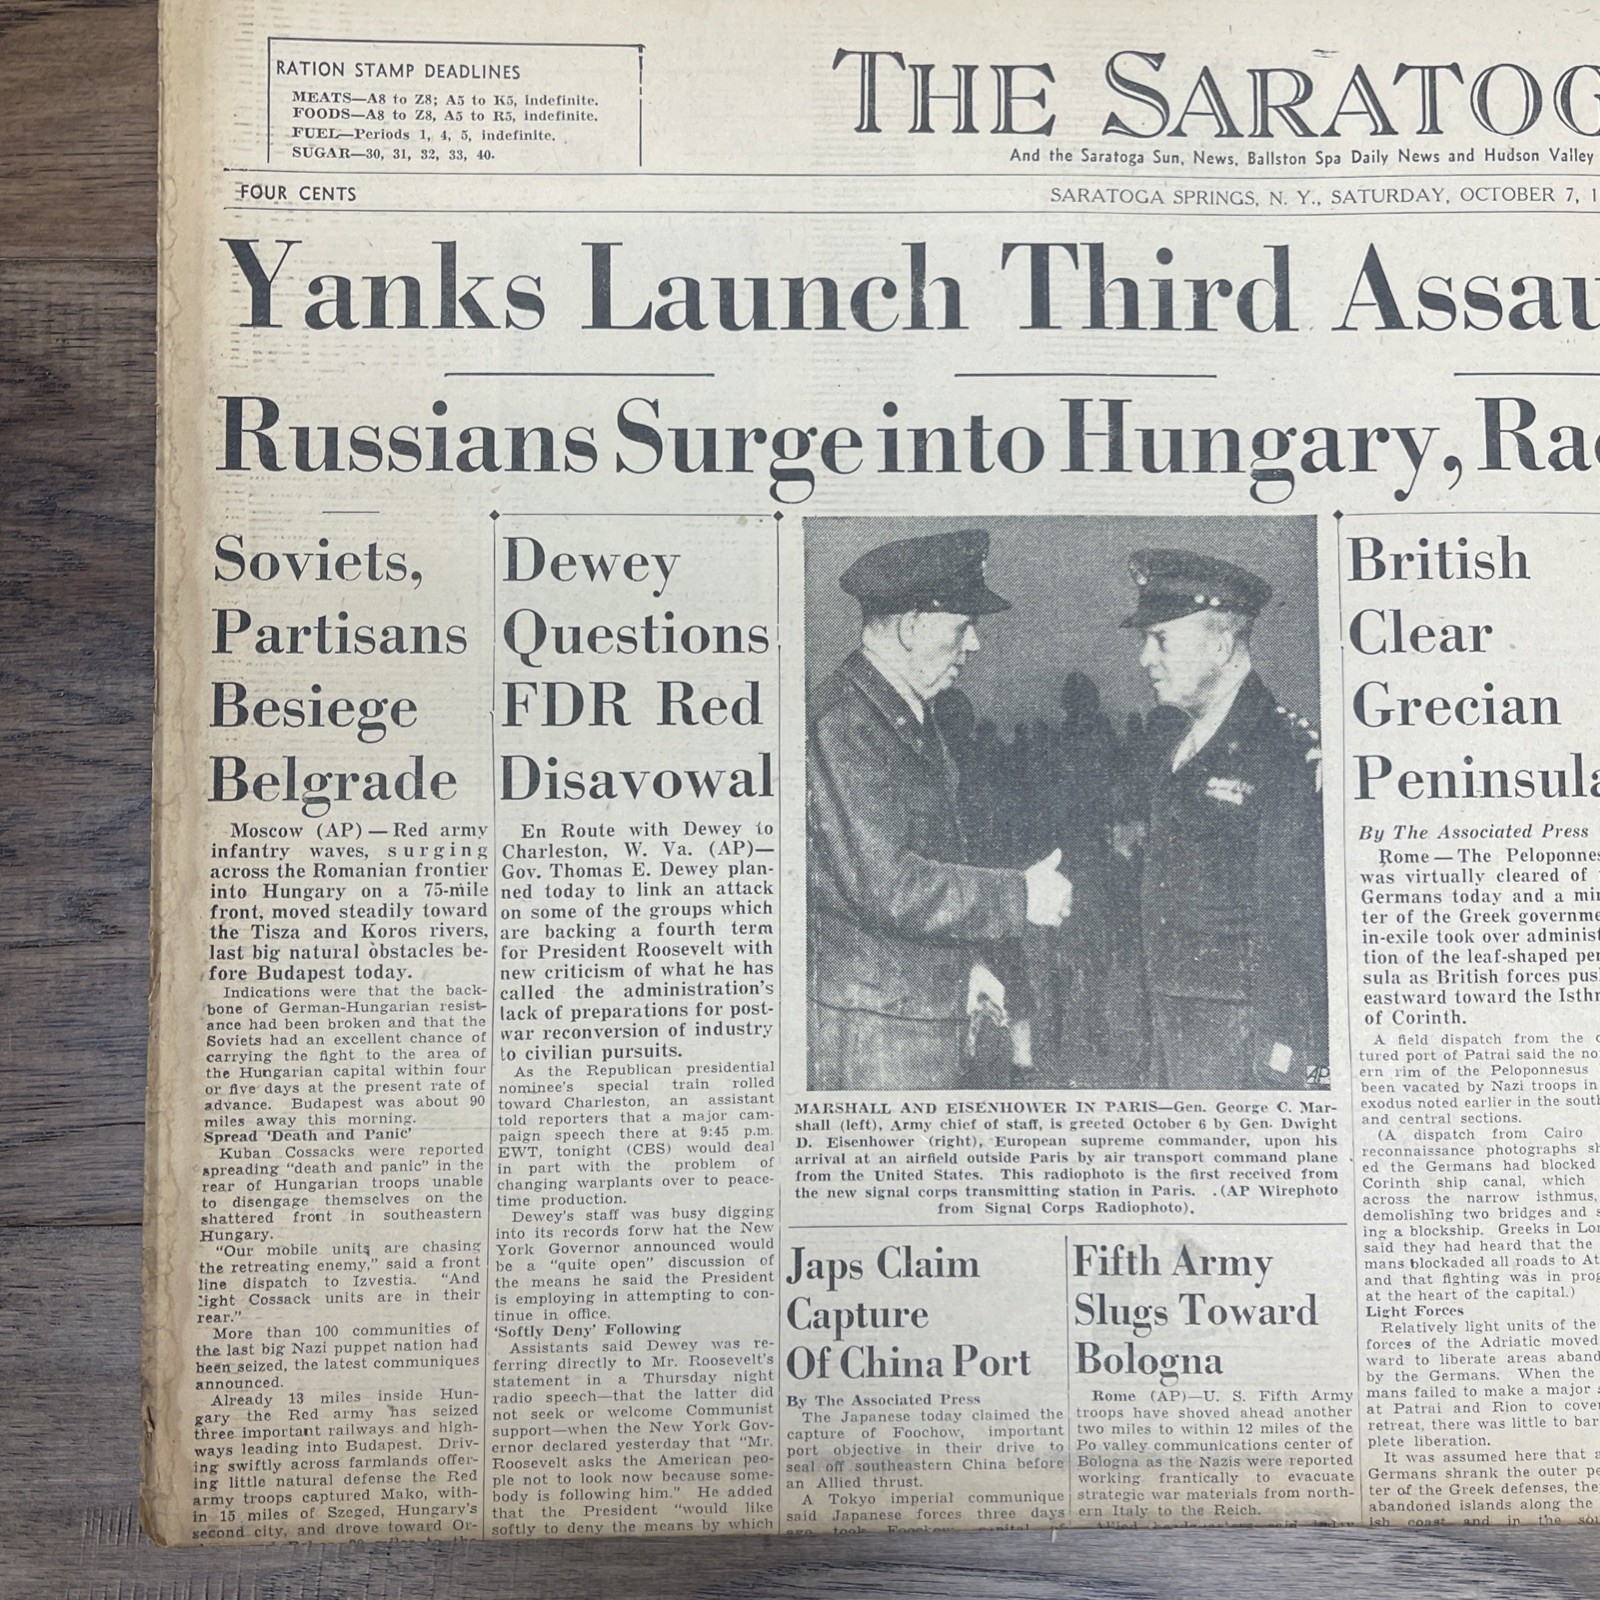 RATION STAMP DEADLINES
MEATS—A8 to Z8; A5 to K5, indefinite.
FOODS—A8 to Z8, A5 to R5, indefinite.
FUEL—Periods 1, 4, 5, indefinite.
SUGAR—30, 31, 32, 33, 40.
THE SARATOG
And the Saratoga Sun, News, Ballston Spa Daily News and Hudson Valley
FOUR CENTS
SARATOGA SPRINGS, N. Y., SATURDAY, OCTOBER 7, 1
Yanks Launch Third Assau
Russians Surge into Hungary, Rac
Soviets,
Partisans
Besiege
Belgrade
Moscow (AP) — Red army
infantry waves, surging
across the Romanian frontier
into Hungary on a 75-mile
front, moved steadily toward
the Tisza and Koros rivers,
last big natural obstacles be-
fore Budapest today.
Indications were that the back-
bone of German-Hungarian resist-
ance had been broken and that the
Soviets had an excellent chance of
carrying the fight to the area of
the Hungarian capital within four
or five days at the present rate of
advance. Budapest was about 90
miles away this morning.
Spread 'Death and Panic'
Kuban Cossacks were reported
spreading "death and panic" in the
rear of Hungarian troops unable
to disengage themselves on the
shattered front in southeastern
Hungary.
"Our mobile units are chasing
the retreating enemy," said a front
line dispatch to Izvestia. "And
light Cossack units are in their
rear."
More than 100 communities of
the last big Nazi puppet nation had
been seized, the latest communiques
announced.
Already 13 miles inside Hun-
gary the Red army has seized
three important railways and high-
ways leading into Budapest. Driv-
ing swiftly across farmlands offer-
ing little natural defense the Red
army troops captured Mako, with-
in 15 miles of Szeged, Hungary's
second city, and drove toward Or-
Dewey
Questions
FDR Red
Disavowal
En Route with Dewey to
Charleston, W. Va. (AP)—
Gov. Thomas E. Dewey plan-
ned today to link an attack
on some of the groups which
are backing a fourth term
for President Roosevelt with
new criticism of what he has
called the administration's
lack of preparations for post-
war reconversion of industry
to civilian pursuits.
As the Republican presidential
nominee's special train rolled
toward Charleston, an assistant
told reporters that a major cam-
paign speech there at 9:45 p.m.
EWT, tonight (CBS) would deal
in part with the problem of
changing warplants over to peace-
time production.
Dewey's staff was busy digging
into its records forw hat the New
York Governor announced would
be a "quite open" discussion of
the means he said the President
is employing in attempting to con-
tinue in office.
'Softly Deny' Following
Assistants said Dewey was re-
ferring directly to Mr. Roosevelt's
statement in a Thursday night
radio speech—that the latter did
not seek or welcome Communist
support—when the New York Gov-
ernor declared yesterday that "Mr.
Roosevelt asks the American peo-
ple not to look now because some-
body is following him." He added
that the President "would like
softly to deny the means by which
AP
MARSHALL AND EISENHOWER IN PARIS—Gen. George C. Mar-
shall (left), Army chief of staff, is greeted October 6 by Gen. Dwight
D. Eisenhower (right), European supreme commander, upon his
arrival at an airfield outside Paris by air transport command plane
from the United States. This radiophoto is the first received from
the new signal corps transmitting station in Paris. .(AP Wirephoto
from Signal Corps Radiophoto).
Japs Claim
Capture
Of China Port
By The Associated Press
The Japanese today claimed the
capture of Foochow, important
port objective in their drive to
seal off southeastern China before
an Allied thrust.
A Tokyo imperial communique
said Japanese forces three days
ago took Foochow, capital of
Fifth Army
Slugs Toward
Bologna
Rome (AP)—U. S. Fifth Army
troops have shoved ahead another
two miles to within 12 miles of the
Po valley communications center of
Bologna as the Nazis were reported
working frantically to evacuate
strategic war materials from north-
ern Italy to the Reich.
Allied headquarters said today
British
Clear
Grecian
Peninsula
By The Associated Press
Rome — The Peloponnes
was virtually cleared of
Germans today and a min
ter of the Greek governme
in-exile took over administ
tion of the leaf-shaped pen
sula as British forces pus
eastward toward the Isthm
of Corinth.
A field dispatch from the c
tured port of Patrai said the no
ern rim of the Peloponnesus
been vacated by Nazi troops in
exodus noted earlier in the south
and central sections.
(A dispatch from Cairo
reconnaissance photographs sh
ed the Germans had blocked
Corinth ship canal, which
across the narrow isthmus,
demolishing two bridges and s
ing a blockship. Greeks in Lon
said they had heard that the
mans blockaded all roads to At
and that fighting was in prog
at the heart of the capital.)
Light Forces
Relatively light units of the
forces of the Adriatic moved
ward to liberate areas aband
by the Germans. When the
mans failed to make a major s
at Patrai and Rion to cover
retreat, there was little to bar
plete liberation.
It was assumed here that a
Germans shrank the outer pe
ter of the Greek defenses, the
abandoned islands along the
ish coast and in the sou